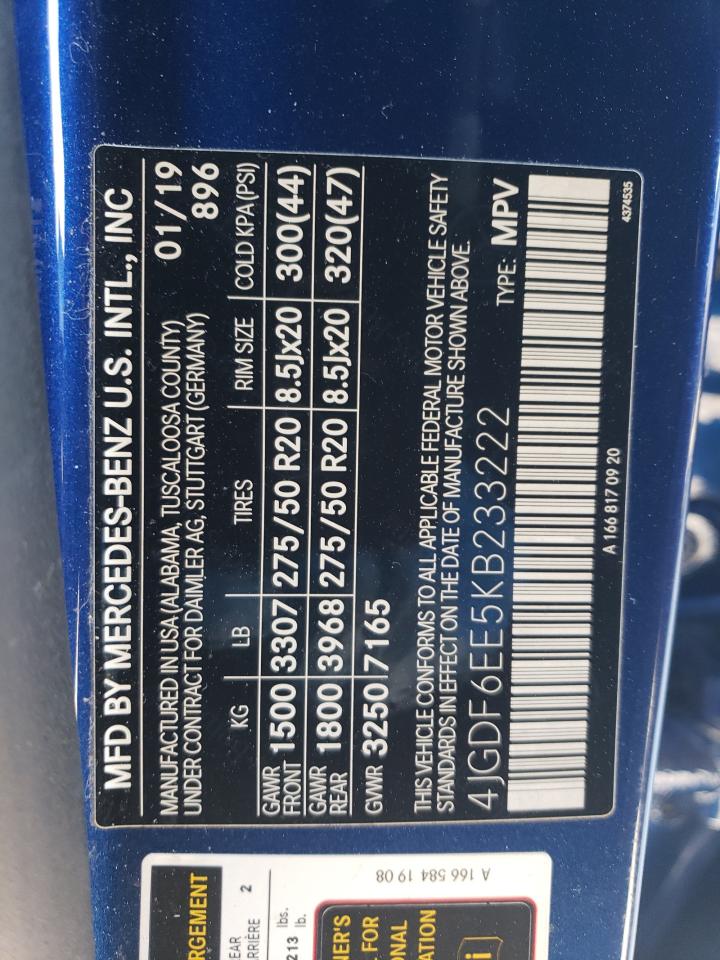 MFD BY MERCEDES-BENZ U.S. INTL., INC
MANUFACTURED IN USA (ALABAMA, TUSCALOOSA COUNTY) 01/19
UNDER CONTRACT FOR DAIMLER AG, STUTTGART (GERMANY) 896
KG LB TIRES RIM SIZE COLD KPA(PSI)
GAWR FRONT 1500 3307 275/50 R20 8.5Jx20 300(44)
GAWR REAR 1800 3968 275/50 R20 8.5Jx20 320(47)
GWR 3250 7165
THIS VEHICLE CONFORMS TO ALL APPLICABLE FEDERAL MOTOR VEHICLE SAFETY
STANDARDS IN EFFECT ON THE DATE OF MANUFACTURE SHOWN ABOVE.
4JGDF6EE5KB233222 TYPE: MPV
A 166 817 09 20 4374535
A 166 584 19 08
2
213 lbs.
lb.